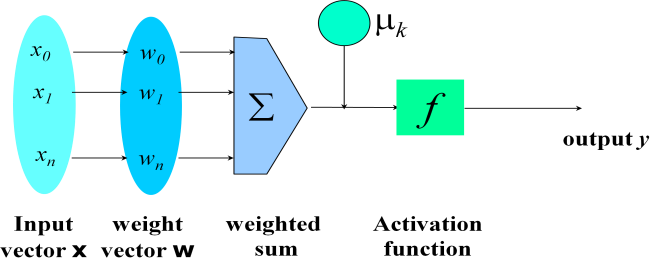 μk
x0 w0
x1 w1 Σ f
output y
xn wn
Input weight weighted Activation
vector x vector w sum function